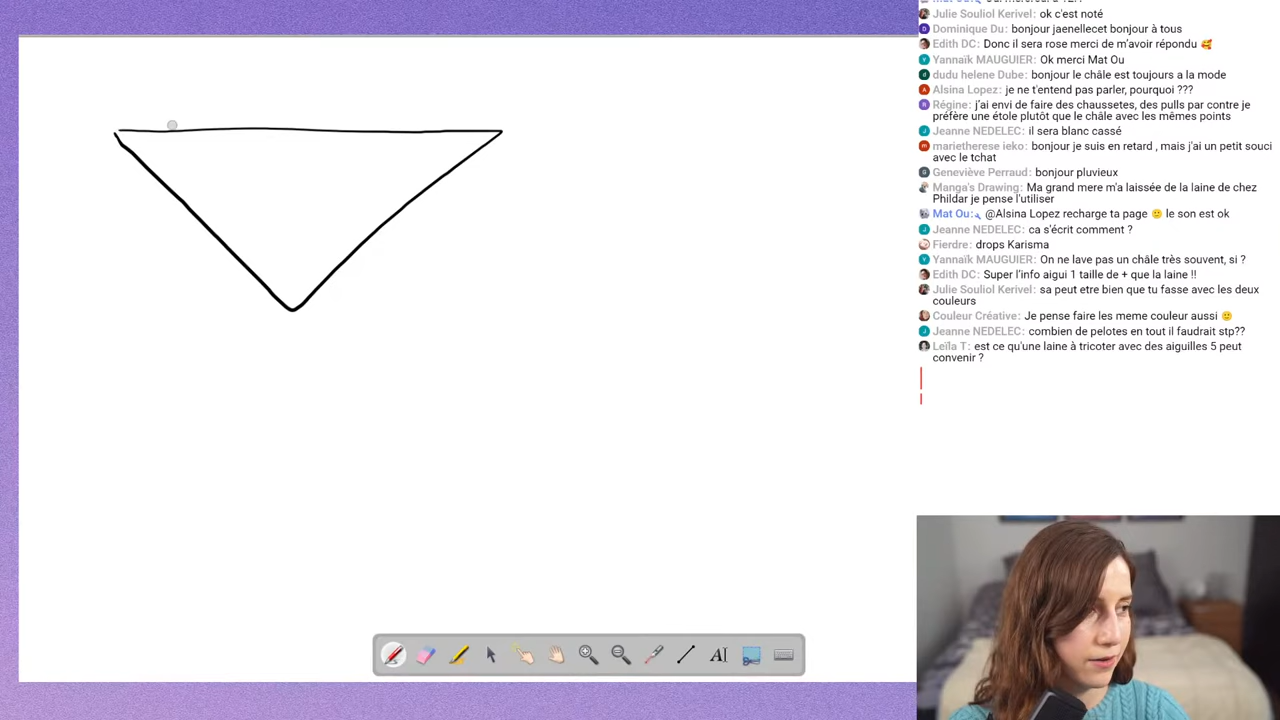 Julie Souliol Kerivel: ok c'est noté
Dominique Du: bonjour jaenellecet bonjour à tous
Edith DC: Donc il sera rose merci de m'avoir répondu 🥰
Yannaïk MAUGUIER: Ok merci Mat Ou
dudu helene Dube: bonjour le châle est toujours a la mode
Alsina Lopez: je ne t'entend pas parler, pourquoi ???
Régine: j'ai envi de faire des chaussetes, des pulls par contre je
préfère une étole plutôt que le châle avec les mêmes points
Jeanne NEDELEC: il sera blanc cassé
marietherese ieko: bonjour je suis en retard , mais j'ai un petit souci
avec le tchat
Geneviève Perraud: bonjour pluvieux
Manga's Drawing: Ma grand mere m'a laissée de la laine de chez
Phildar je pense l'utiliser
Mat Ou: @Alsina Lopez recharge ta page 🙂 le son est ok
Jeanne NEDELEC: ca s'écrit comment ?
Fierdre: drops Karisma
Yannaïk MAUGUIER: On ne lave pas un châle très souvent, si ?
Edith DC: Super l'info aigui 1 taille de + que la laine !!
Julie Souliol Kerivel: sa peut etre bien que tu fasse avec les deux
couleurs
Couleur Créative: Je pense faire les meme couleur aussi 🙂
Jeanne NEDELEC: combien de pelotes en tout il faudrait stp??
Leïla T: est ce qu'une laine à tricoter avec des aiguilles 5 peut
convenir ?
AI